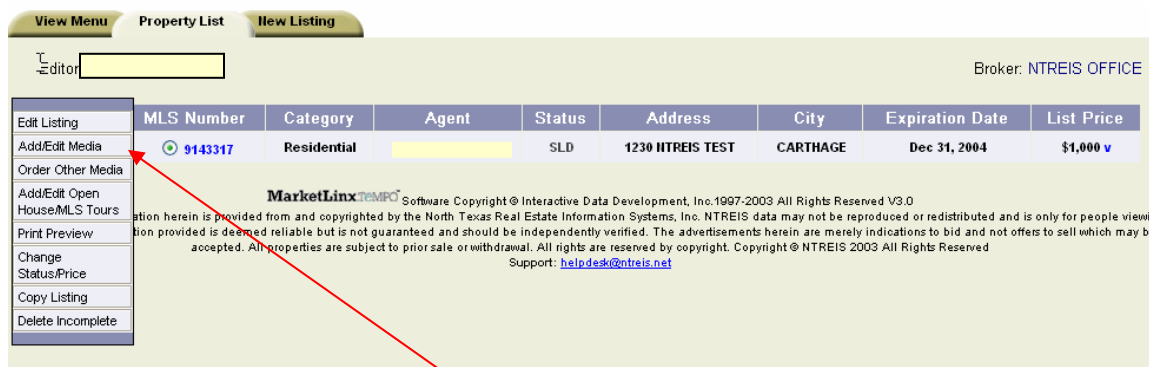 View Menu Property List New Listing
Editor
Broker: NTREIS OFFICE
MLS Number Category Agent Status Address City Expiration Date List Price
9143317 Residential SLD 1230 NTREIS TEST CARTHAGE Dec 31, 2004 $1,000 v
Edit Listing
Add/Edit Media
Order Other Media
Add/Edit Open
House/MLS Tours
Print Preview
Change
Status/Price
Copy Listing
Delete Incomplete
MarketLinx TEMPO Software Copyright © Interactive Data Development, Inc.1997-2003 All Rights Reserved V3.0
ation herein is provided from and copyrighted by the North Texas Real Estate Information Systems, Inc. NTREIS data may not be reproduced or redistributed and is only for people viewi
tion provided is deemed reliable but is not guaranteed and should be independently verified. The advertisements herein are merely indications to bid and not offers to sell which may b
accepted. All properties are subject to prior sale or withdrawal. All rights are reserved by copyright. Copyright © NTREIS 2003 All Rights Reserved
Support: helpdesk@ntreis.net